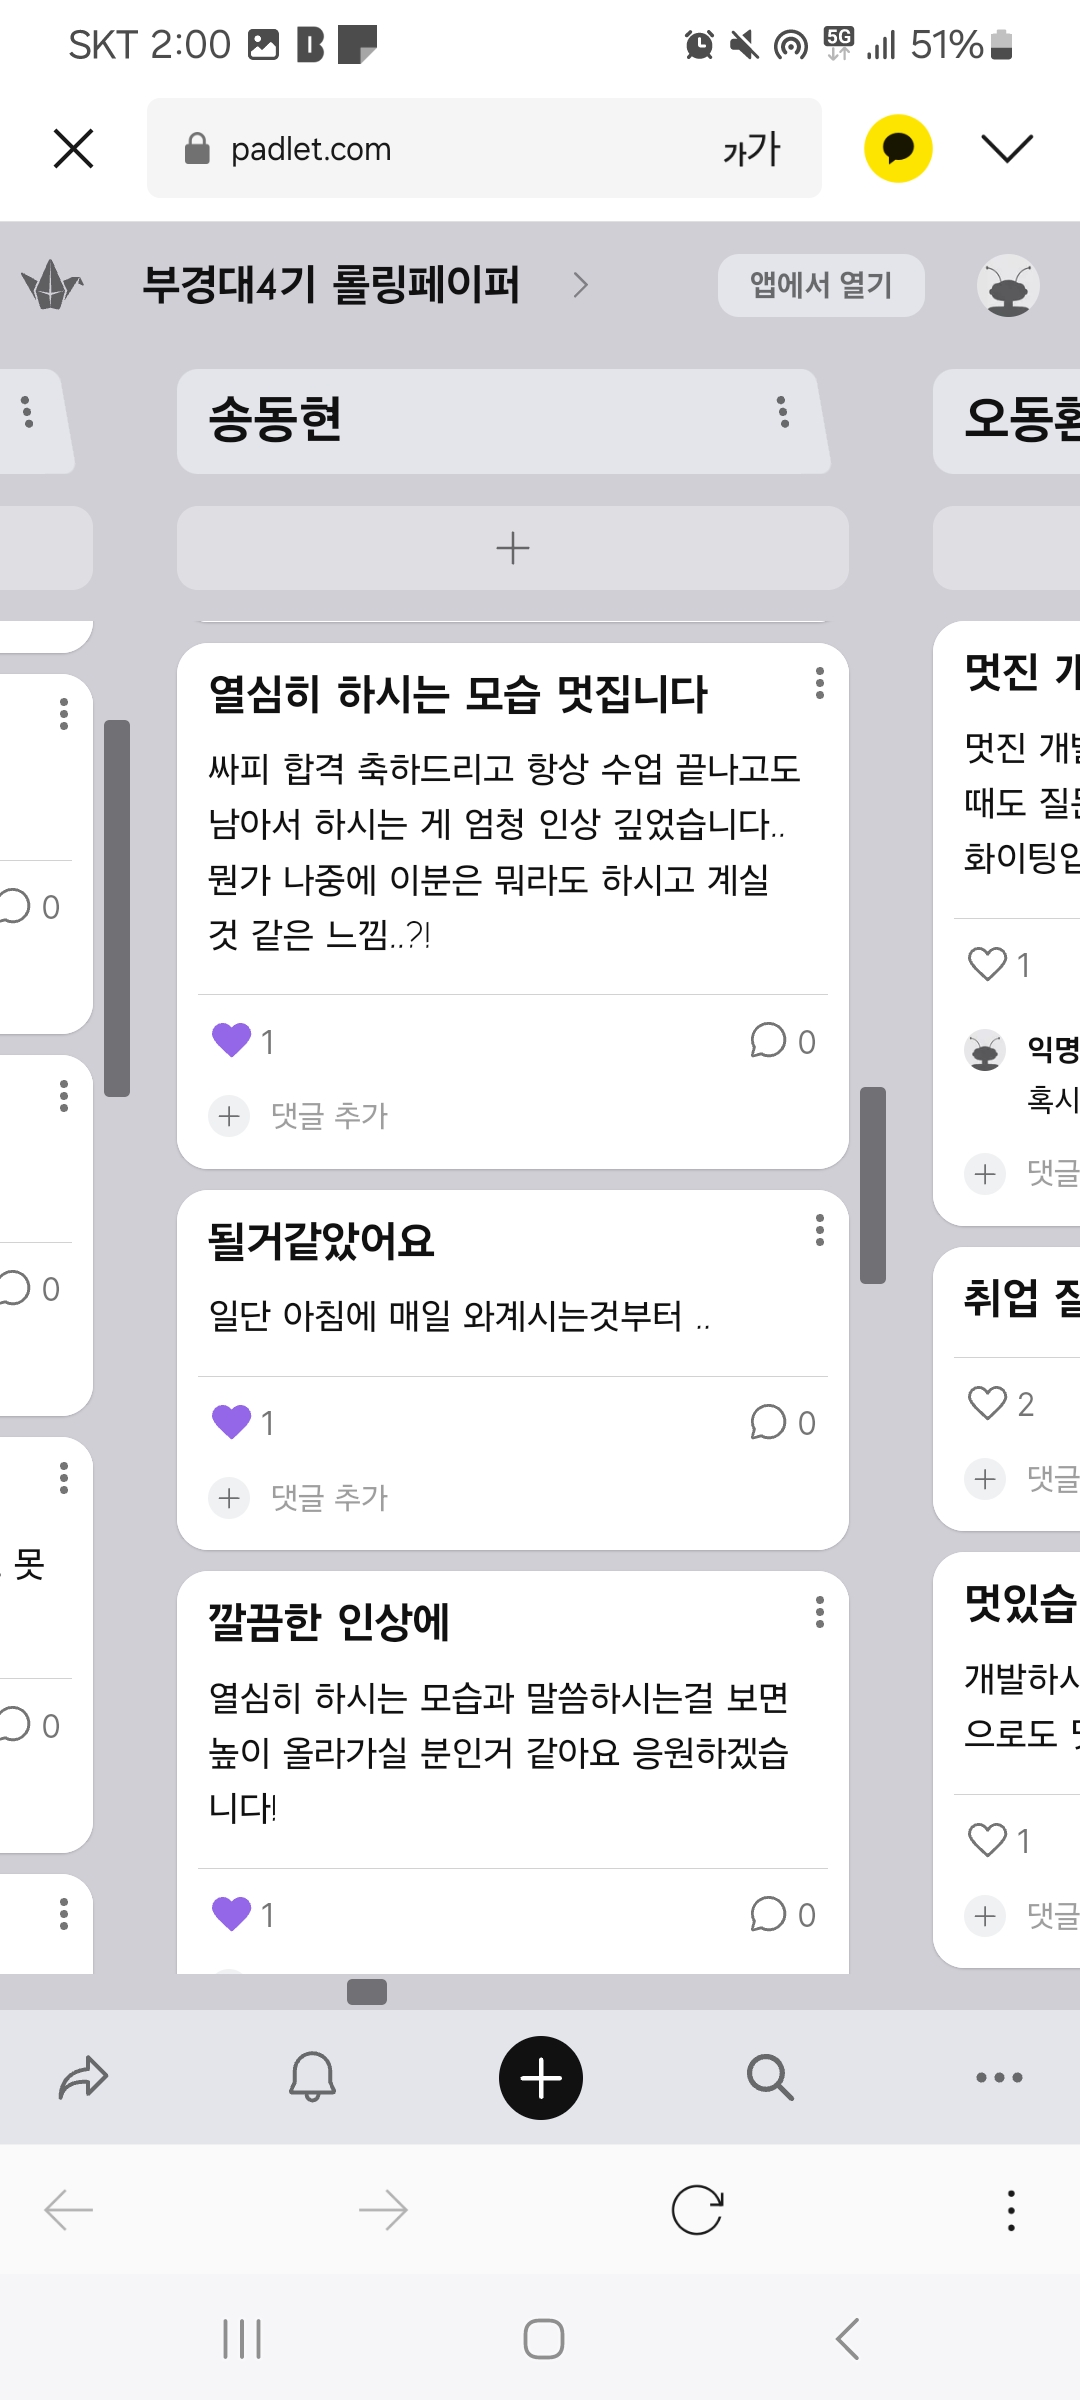 SKT 2:00
5G 51%
padlet.com
가가
부경대4기 롤링페이퍼
앱에서 열기
송동현
열심히 하시는 모습 멋집니다
싸피 합격 축하드리고 항상 수업 끝나고도
남아서 하시는 게 엄청 인상 깊었습니다..
뭔가 나중에 이분은 뭐라도 하시고 계실
것 같은 느낌..?!
1
0
댓글 추가
될거같았어요
일단 아침에 매일 와계시는것부터 ..
1
0
댓글 추가
깔끔한 인상에
열심히 하시는 모습과 말씀하시는걸 보면
높이 올라가실 분인거 같아요 응원하겠습
니다!
1
0
0
0
못
0
오동환
멋진 개
멋진 개발
때도 질문
화이팅입
1
익명
혹시
댓글
취업 잘
2
댓글
멋있습
개발하시
으로도 멋
1
댓글